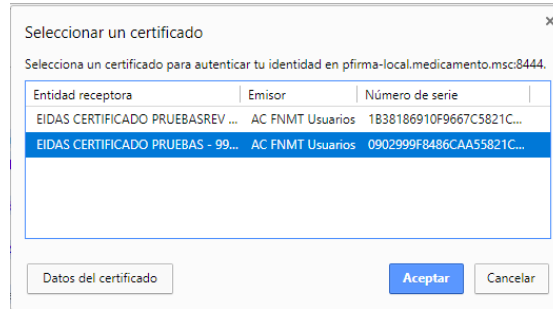 Seleccionar un certificado
Selecciona un certificado para autenticar tu identidad en pfirma-local.medicamento.msc:8444.
Entidad receptora Emisor Número de serie
EIDAS CERTIFICADO PRUEBASREV ... AC FNMT Usuarios 1B38186910F9667C5821C...
EIDAS CERTIFICADO PRUEBAS - 99... AC FNMT Usuarios 0902999F8486CAA55821C...
Datos del certificado Aceptar Cancelar